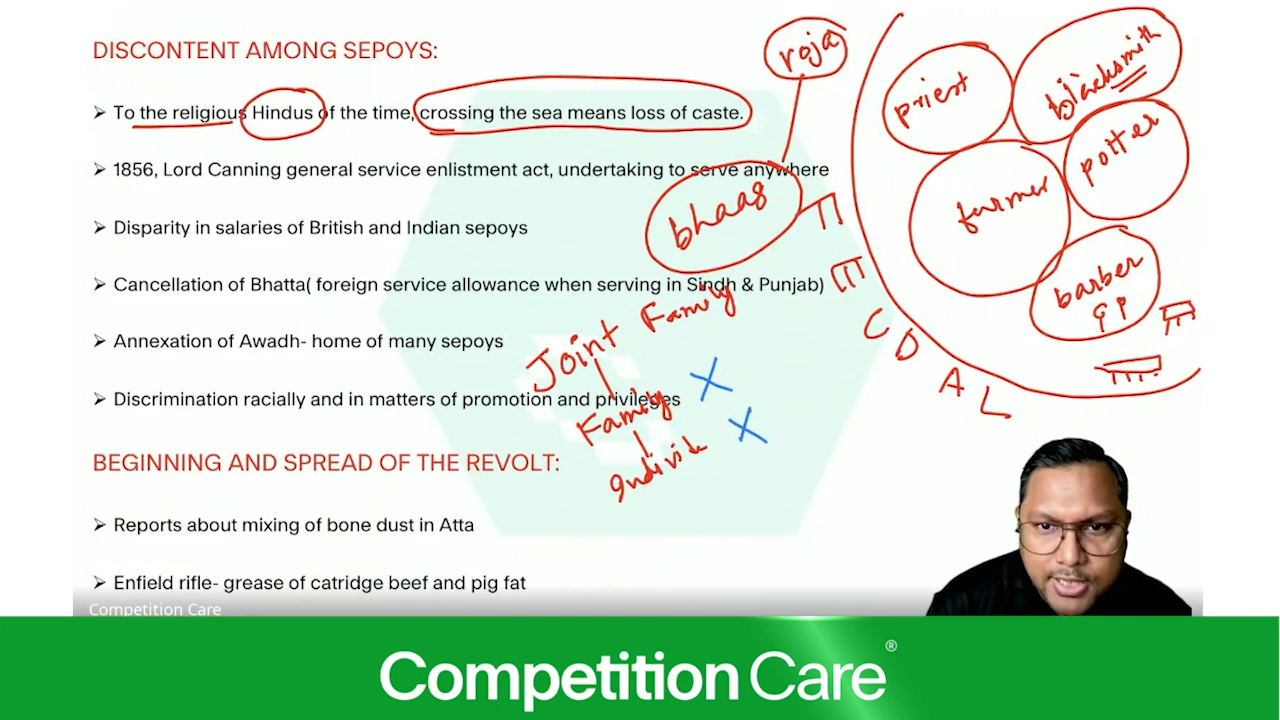 DISCONTENT AMONG SEPOYS:
➢ To the religious Hindus of the time, crossing the sea means loss of caste.
➢ 1856, Lord Canning general service enlistment act, undertaking to serve anywhere
➢ Disparity in salaries of British and Indian sepoys
➢ Cancellation of Bhatta( foreign service allowance when serving in Sindh & Punjab)
➢ Annexation of Awadh- home of many sepoys
➢ Discrimination racially and in matters of promotion and privileges
BEGINNING AND SPREAD OF THE REVOLT:
➢ Reports about mixing of bone dust in Atta
➢ Enfield rifle- grease of catridge beef and pig fat
roja
bhaag
Joint Family
Family X
Individ X
priest
blacksmith
potter
farmer
barber
C
D
A
L
Competition Care
Competition Care®